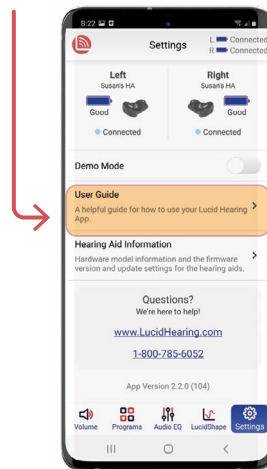 8:22
Settings
L Connected
R Connected
Left
Right
Susan's HA
Susan's HA
Good
Good
Connected
Connected
Demo Mode
User Guide
A helpful guide for how to use your Lucid Hearing
App.
Hearing Aid Information
Hardware model information and the firmware
version and update settings for the hearing aids.
Questions?
We're here to help!
www.LucidHearing.com
1-800-785-6052
App Version 2.2.0 (104)
Volume Programs Audio EQ LucidShape Settings